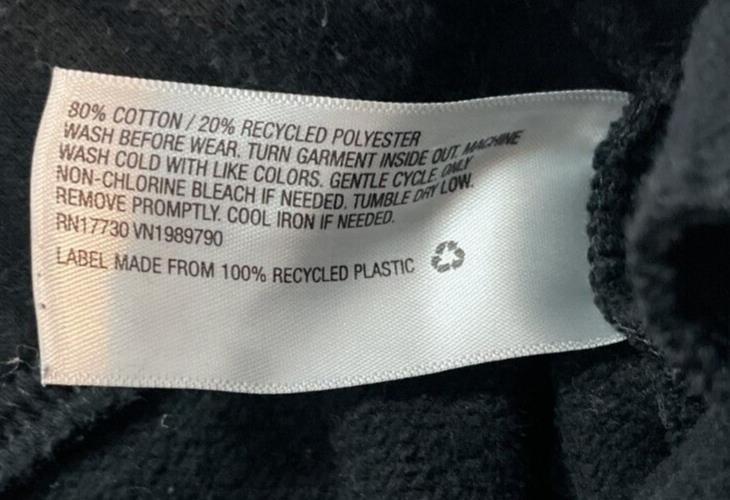 80% COTTON / 20% RECYCLED POLYESTER
WASH BEFORE WEAR. TURN GARMENT INSIDE OUT. MACHINE
WASH COLD WITH LIKE COLORS. GENTLE CYCLE ONLY
NON-CHLORINE BLEACH IF NEEDED. TUMBLE DRY LOW.
REMOVE PROMPTLY. COOL IRON IF NEEDED.
RN17730 VN1989790
LABEL MADE FROM 100% RECYCLED PLASTIC